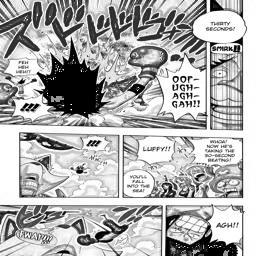 THIRTY
SECONDS!
SMIRK!!
FEH
HEH
HEH!!
OOF-
UGH-
AGH-
GAH!!
!!!
WHOA!
NOW HE'S
TAKING THE
30-SECOND
BEATING!
LUFFY!!
!!!
YOU'LL
FALL INTO
THE SEA!
AGH!!
FWAP!!!